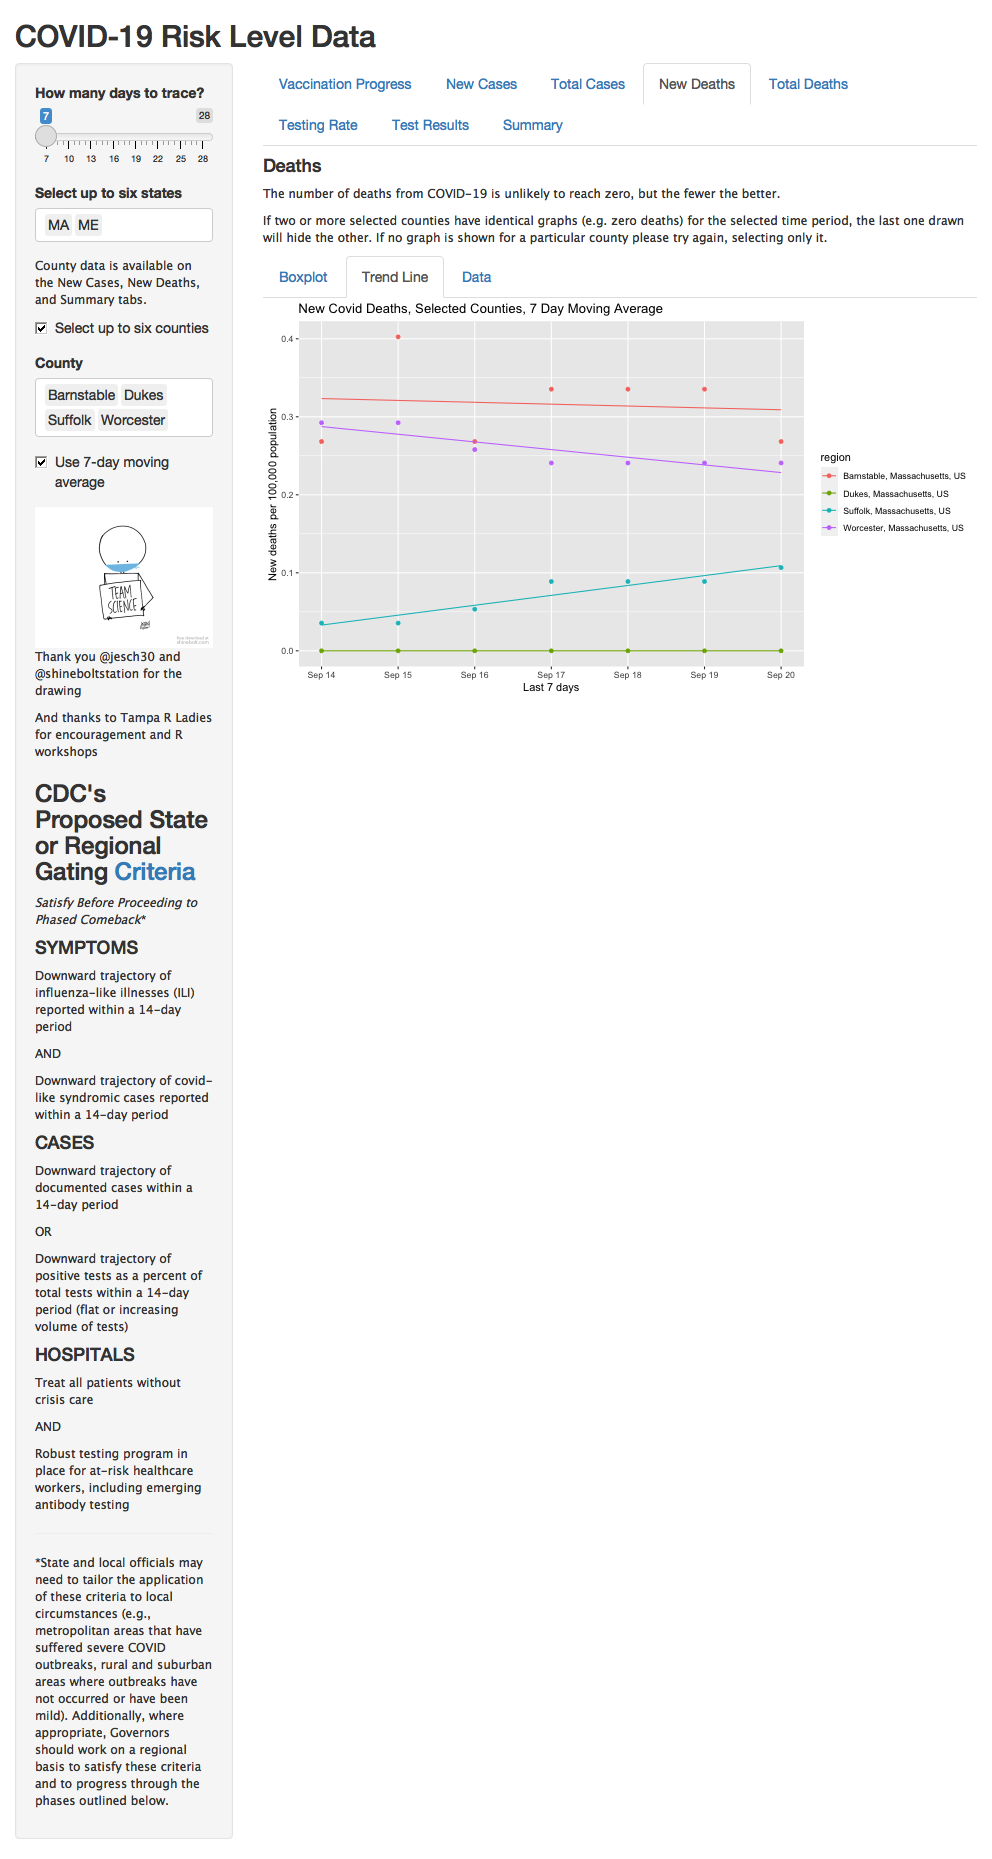 COVID-19 Risk Level Data
How many days to trace?
7
28
7 10 13 16 19 22 25 28
Select up to six states
MA ME
County data is available on
the New Cases, New Deaths,
and Summary tabs.
Select up to six counties
County
Barnstable Dukes
Suffolk Worcester
Use 7-day moving
average
TEAM
SCIENCE
Thank you @jesch30 and
@shineboltstation for the
drawing
And thanks to Tampa R Ladies
for encouragement and R
workshops
CDC's
Proposed State
or Regional
Gating Criteria
Satisfy Before Proceeding to
Phased Comeback*
SYMPTOMS
Downward trajectory of
influenza-like illnesses (ILI)
reported within a 14-day
period
AND
Downward trajectory of covid-
like syndromic cases reported
within a 14-day period
CASES
Downward trajectory of
documented cases within a
14-day period
OR
Downward trajectory of
positive tests as a percent of
total tests within a 14-day
period (flat or increasing
volume of tests)
HOSPITALS
Treat all patients without
crisis care
AND
Robust testing program in
place for at-risk healthcare
workers, including emerging
antibody testing
*State and local officials may
need to tailor the application
of these criteria to local
circumstances (e.g.,
metropolitan areas that have
suffered severe COVID
outbreaks, rural and suburban
areas where outbreaks have
not occurred or have been
mild). Additionally, where
appropriate, Governors
should work on a regional
basis to satisfy these criteria
and to progress through the
phases outlined below.
Vaccination Progress New Cases Total Cases New Deaths Total Deaths
Testing Rate Test Results Summary
Deaths
The number of deaths from COVID-19 is unlikely to reach zero, but the fewer the better.
If two or more selected counties have identical graphs (e.g. zero deaths) for the selected time period, the last one drawn
will hide the other. If no graph is shown for a particular county please try again, selecting only it.
Boxplot Trend Line Data
New Covid Deaths, Selected Counties, 7 Day Moving Average
New deaths per 100,000 population
0.4
0.3
0.2
0.1
0.0
Sep 14 Sep 15 Sep 16 Sep 17 Sep 18 Sep 19 Sep 20
Last 7 days
region
Barnstable, Massachusetts, US
Dukes, Massachusetts, US
Suffolk, Massachusetts, US
Worcester, Massachusetts, US